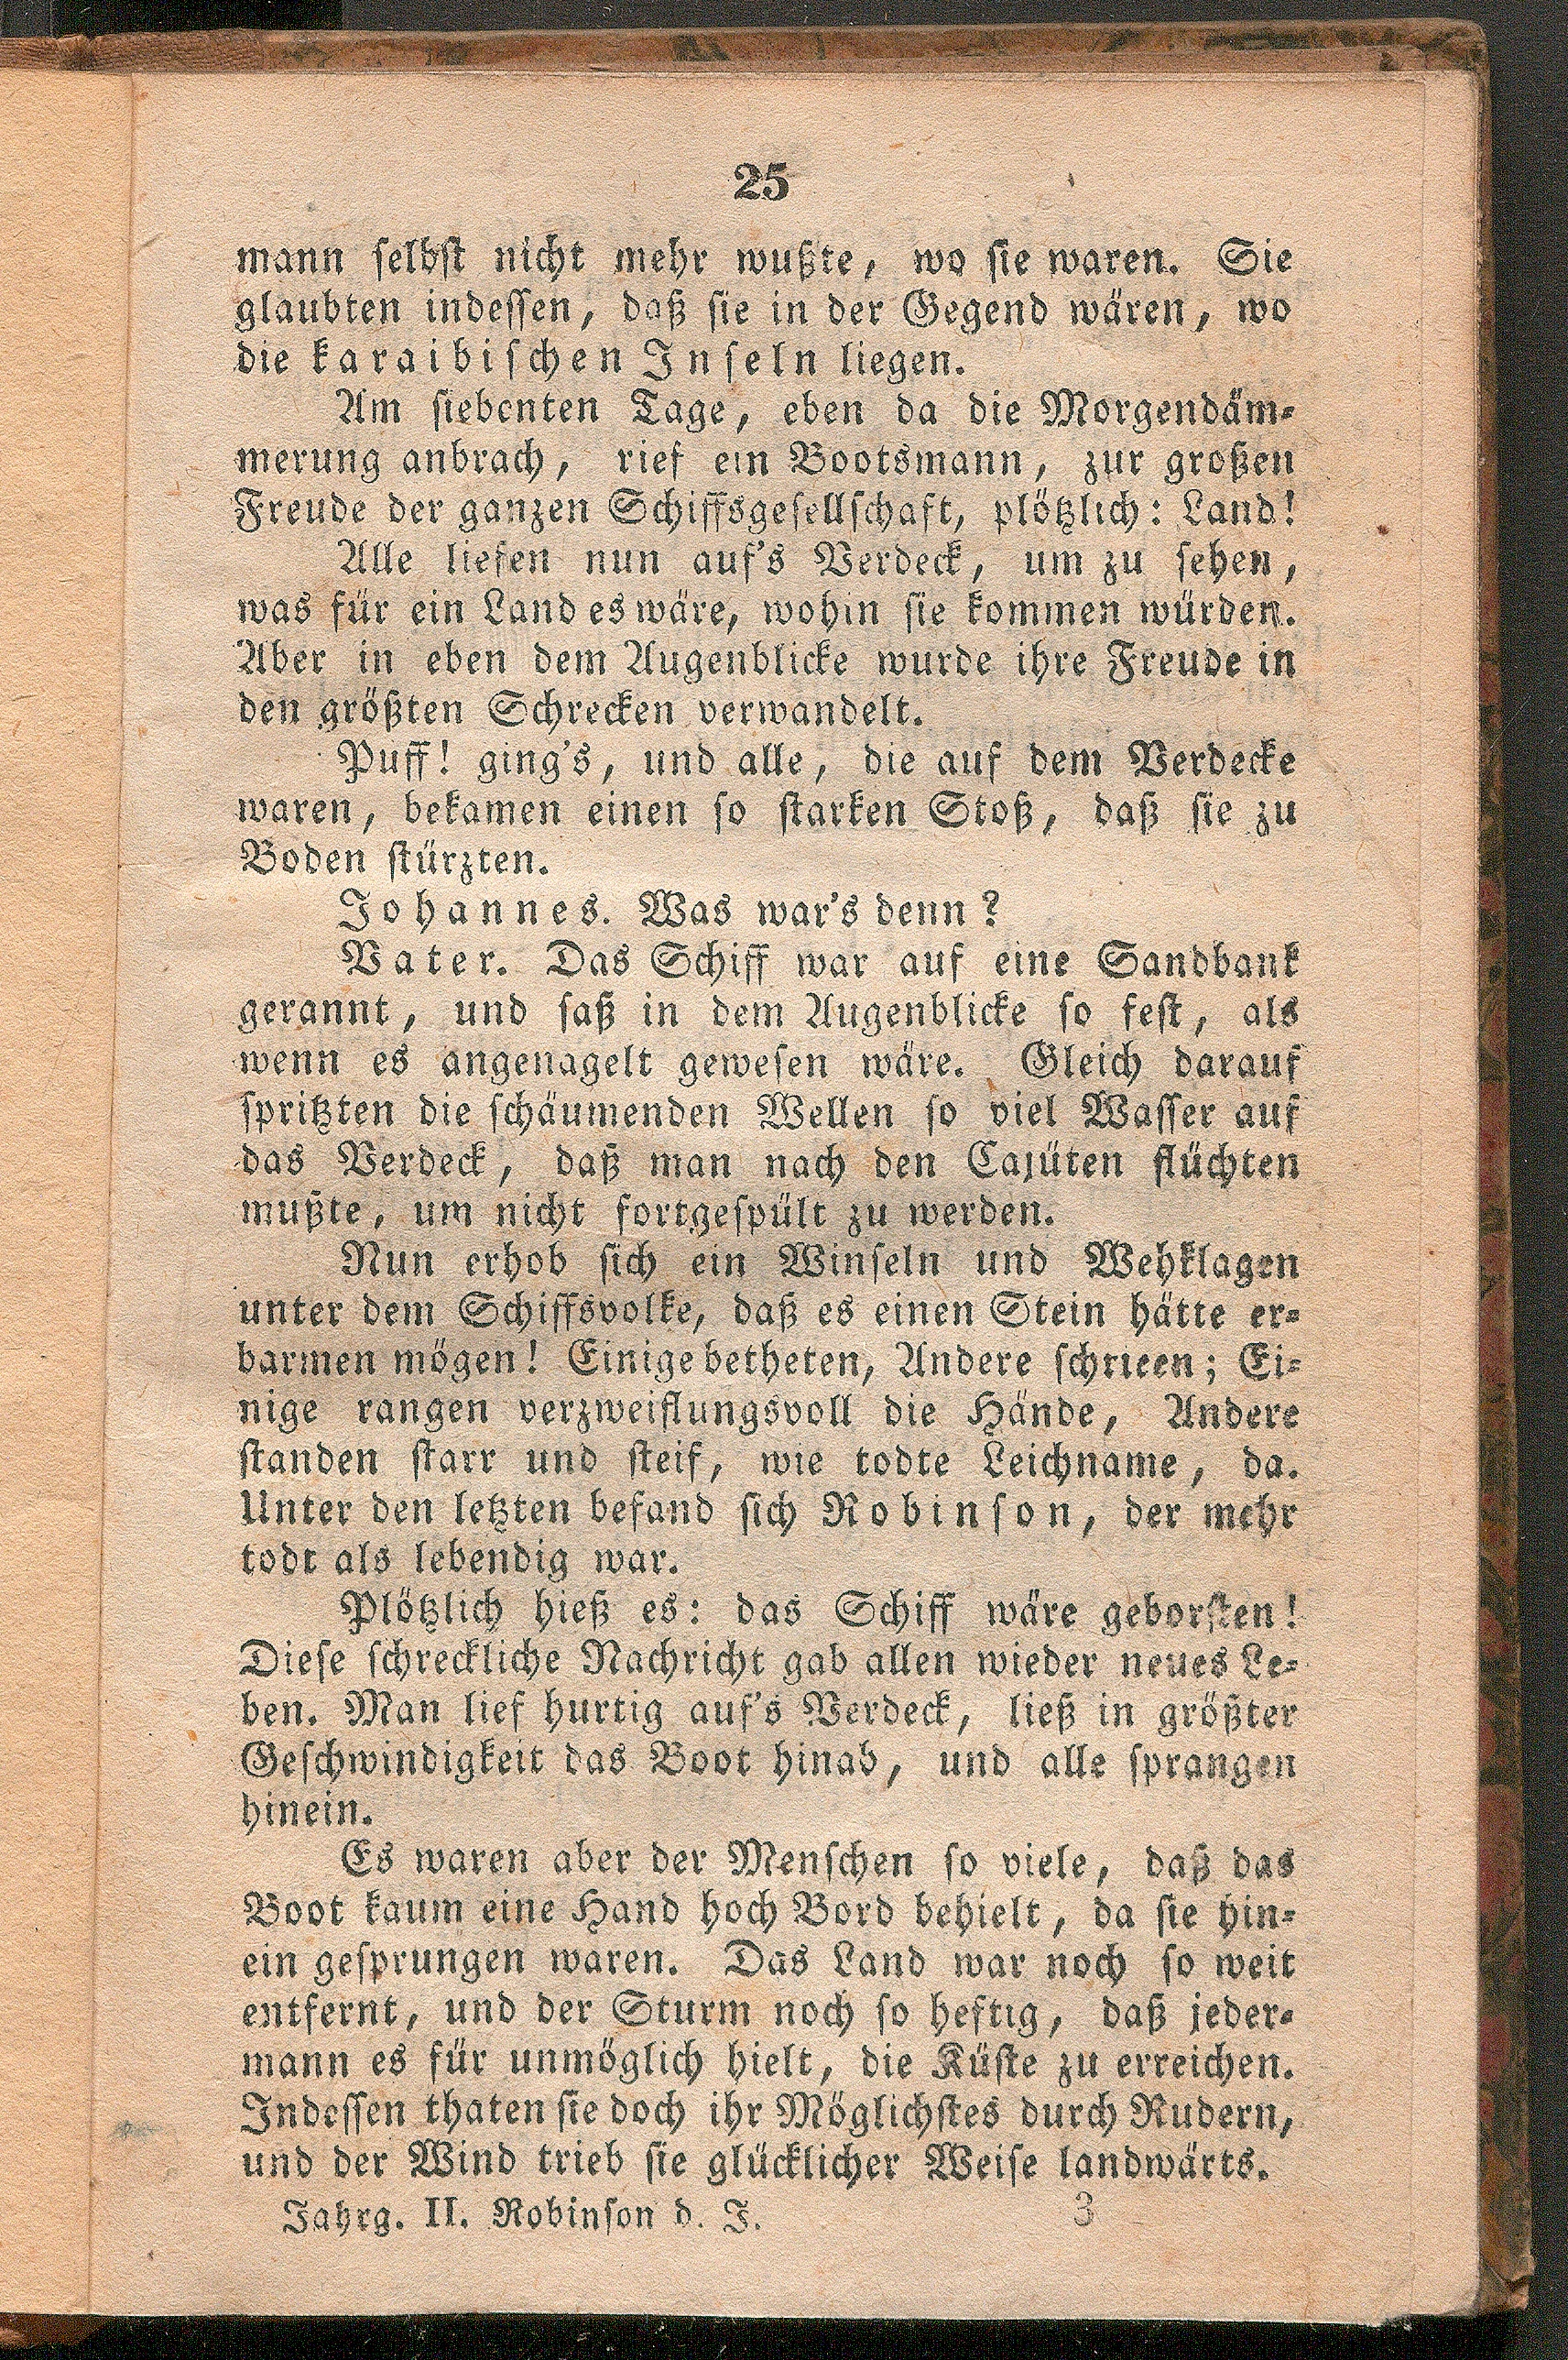 25
mann selbst nicht mehr wußte, wo sie waren. Sie
glaubten indessen, daß sie in der Gegend wären, wo
die karaibischen Inseln liegen.
Am siebenten Tage, eben da die Morgendäm-
merung anbrach, rief ein Bootsmann, zur großen
Freude der ganzen Schiffsgesellschaft, plötzlich: Land!
Alle liefen nun auf's Verdeck, um zu sehen,
was für ein Land es wäre, wohin sie kommen würden.
Aber in eben dem Augenblicke wurde ihre Freude in
den größten Schrecken verwandelt.
Puff! ging's, und alle, die auf dem Verdecke
waren, bekamen einen so starken Stoß, daß sie zu
Boden stürzten.
Johannes. Was war's denn?
Vater. Das Schiff war auf eine Sandbank
gerannt, und saß in dem Augenblicke so fest, als
wenn es angenagelt gewesen wäre. Gleich darauf
spritzten die schäumenden Wellen so viel Wasser auf
das Verdeck, daß man nach den Cajüten flüchten
mußte, um nicht fortgespült zu werden.
Nun erhob sich ein Winseln und Wehklagen
unter dem Schiffsvolke, daß es einen Stein hätte er-
barmen mögen! Einige betheten, Andere schrieen; Ei-
nige rangen verzweiflungsvoll die Hände, Andere
standen starr und steif, wie todte Leichname, da.
Unter den letzten befand sich Robinson, der mehr
todt als lebendig war.
Plötzlich hieß es: das Schiff wäre geborsten!
Diese schreckliche Nachricht gab allen wieder neues Le-
ben. Man lief hurtig auf's Verdeck, ließ in größter
Geschwindigkeit das Boot hinab, und alle sprangen
hinein.
Es waren aber der Menschen so viele, daß das
Boot kaum eine Hand hoch Bord behielt, da sie hin-
ein gesprungen waren. Das Land war noch so weit
entfernt, und der Sturm noch so heftig, daß jeder-
mann es für unmöglich hielt, die Küste zu erreichen.
Indessen thaten sie doch ihr Möglichstes durch Rudern,
und der Wind trieb sie glücklicher Weise landwärts.
Jahrg. II. Robinson d. J. 3